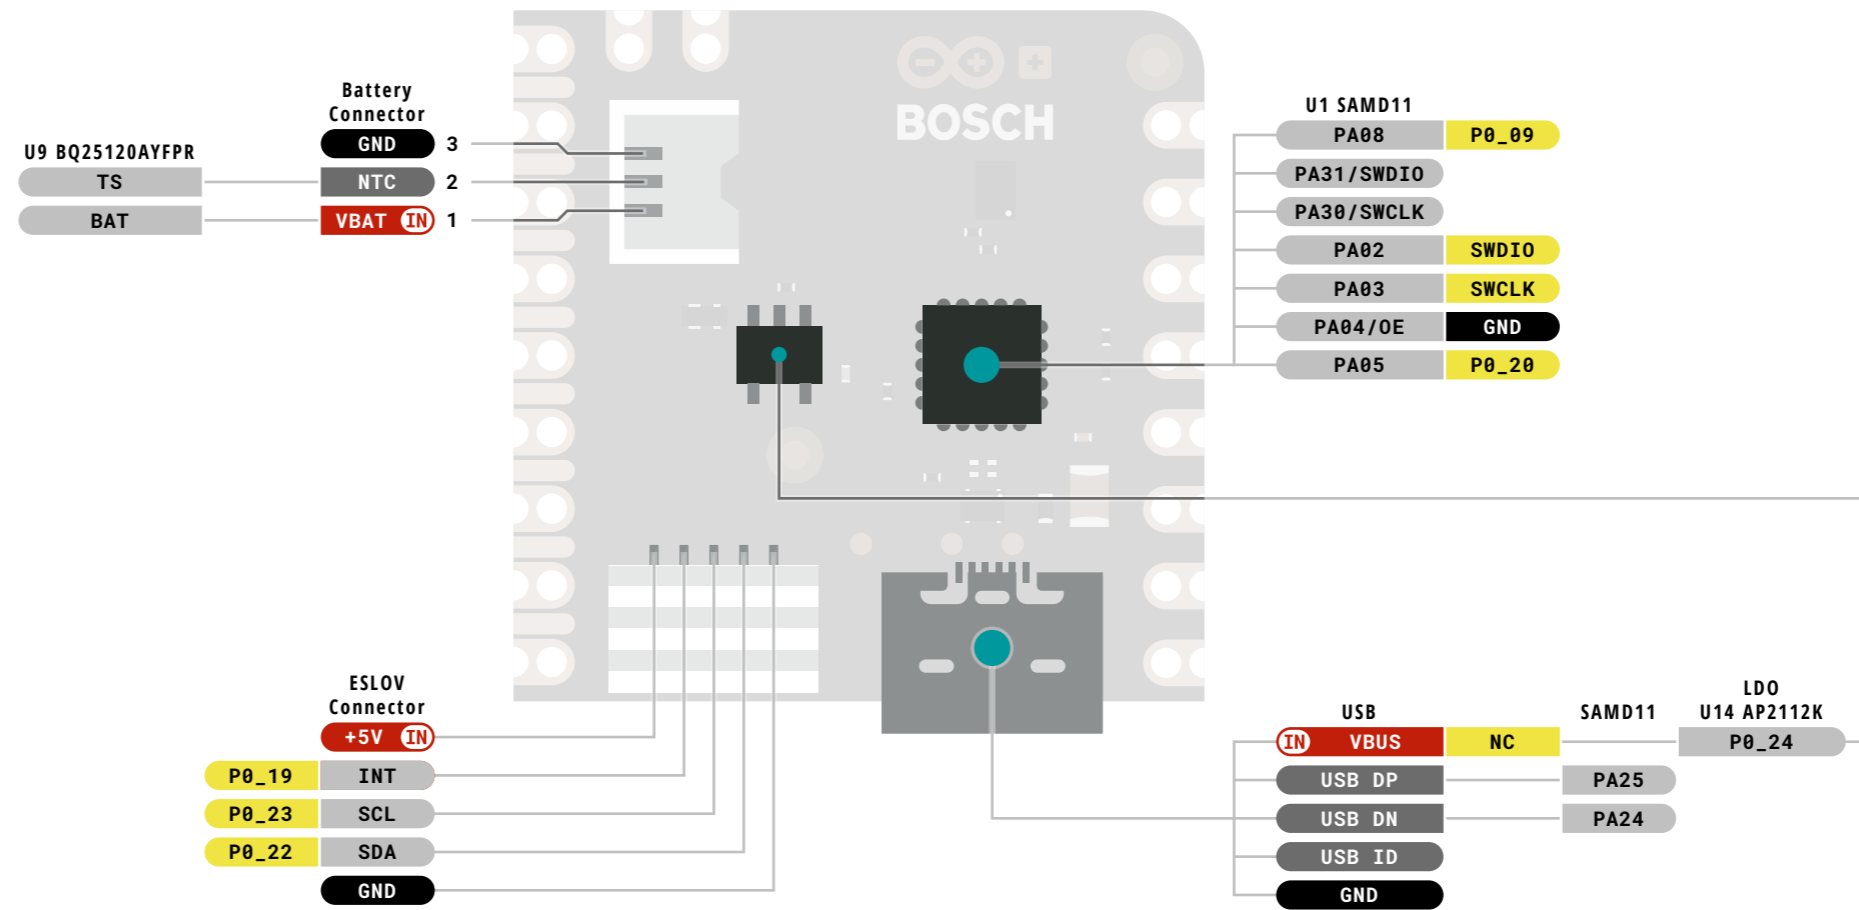 Battery
Connector
U9 BQ25120AYFPR
GND 3
TS NTC 2
BAT VBAT IN 1
BOSCH
U1 SAMD11
PA08 P0_09
PA31/SWDIO
PA30/SWCLK
PA02 SWDIO
PA03 SWCLK
PA04/OE GND
PA05 P0_20
ESLOV
Connector
+5V IN
P0_19 INT
P0_23 SCL
P0_22 SDA
GND
USB SAMD11 LDO
U14 AP2112K
IN VBUS NC P0_24
USB DP PA25
USB DN PA24
USB ID
GND